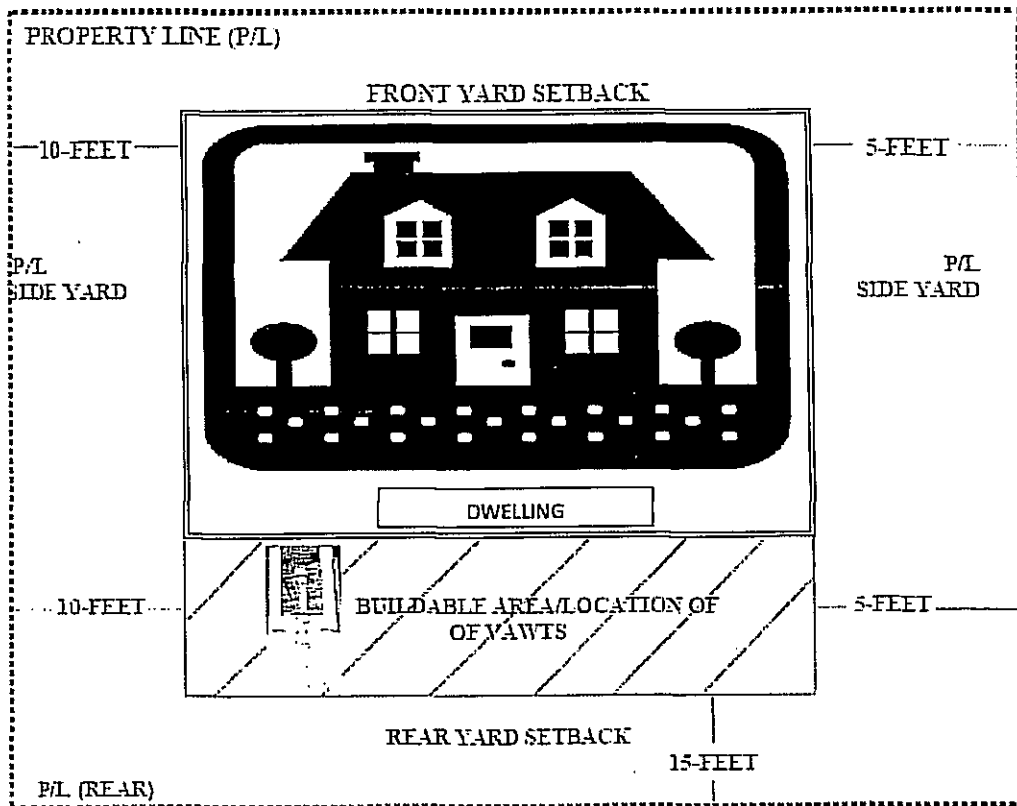 PROPERTY LINE (P/L)
FRONT YARD SETBACK
10-FEET
5-FEET
P/L
SIDE YARD
P/L
SIDE YARD
DWELLING
10-FEET
BUILDABLE AREA/LOCATION OF
OF VAWTS
5-FEET
REAR YARD SETBACK
15-FEET
P/L (REAR)